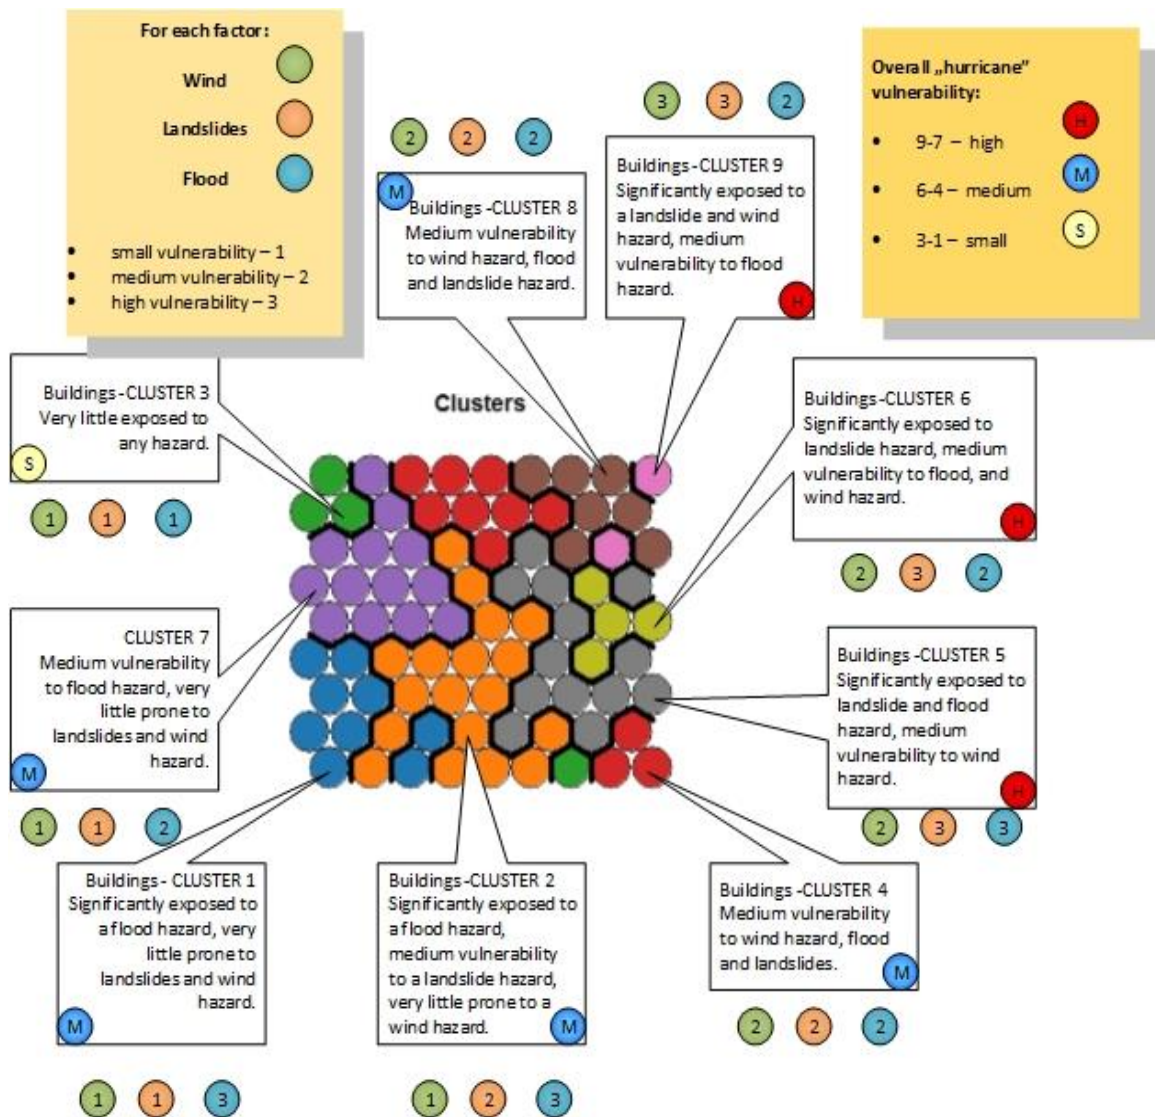 For each factor:
Wind
Landslides
Flood
• small vulnerability – 1
• medium vulnerability – 2
• high vulnerability – 3
Overall „hurricane”
vulnerability:
H
• 9-7 – high
M
• 6-4 – medium
S
• 3-1 – small
3 3 2
Buildings -CLUSTER 9
Significantly exposed to
a landslide and wind
hazard, medium
vulnerability to flood
hazard.
H
2 2 2
M
Buildings -CLUSTER 8
Medium vulnerability
to wind hazard, flood
and landslide hazard.
Buildings -CLUSTER 3
Very little exposed to
any hazard.
S
1 1 1
Clusters
Buildings -CLUSTER 6
Significantly exposed to
landslide hazard, medium
vulnerability to flood, and
wind hazard.
H
2 3 2
CLUSTER 7
Medium vulnerability
to flood hazard, very
little prone to
landslides and wind
hazard.
M
1 1 2
Buildings -CLUSTER 5
Significantly exposed to
landslide and flood
hazard, medium
vulnerability to wind
hazard.
H
2 3 3
Buildings - CLUSTER 1
Significantly exposed to
a flood hazard, very
little prone to
landslides and wind
hazard.
M
1 1 3
Buildings -CLUSTER 2
Significantly exposed to
a flood hazard,
medium vulnerability
to a landslide hazard,
very little prone to a
wind hazard.
M
1 2 3
Buildings -CLUSTER 4
Medium vulnerability
to wind hazard, flood
and landslides.
M
2 2 2